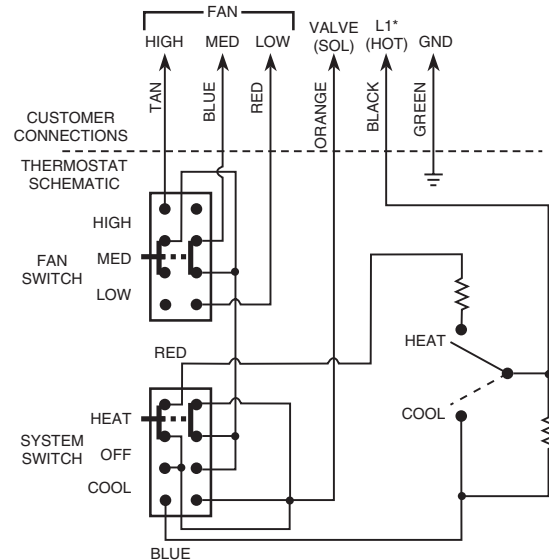 FAN
HIGH MED LOW VALVE (SOL) L1* (HOT) GND
TAN BLUE RED ORANGE BLACK GREEN
CUSTOMER
CONNECTIONS
THERMOSTAT
SCHEMATIC
HIGH
FAN
SWITCH
MED
LOW
RED
HEAT
SYSTEM
SWITCH
OFF
COOL
BLUE
HEAT
COOL